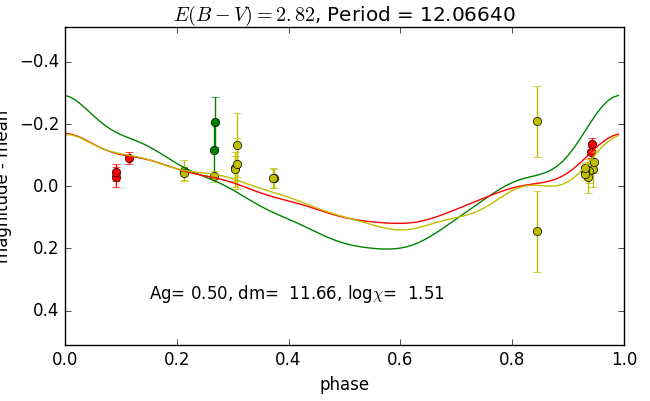 E(B − V) = 2.82, Period = 12.06640
magnitude - mean
−0.4
−0.2
0.0
0.2
0.4
Ag= 0.50, dm= 11.66, logχ= 1.51
0.0 0.2 0.4 0.6 0.8 1.0
phase